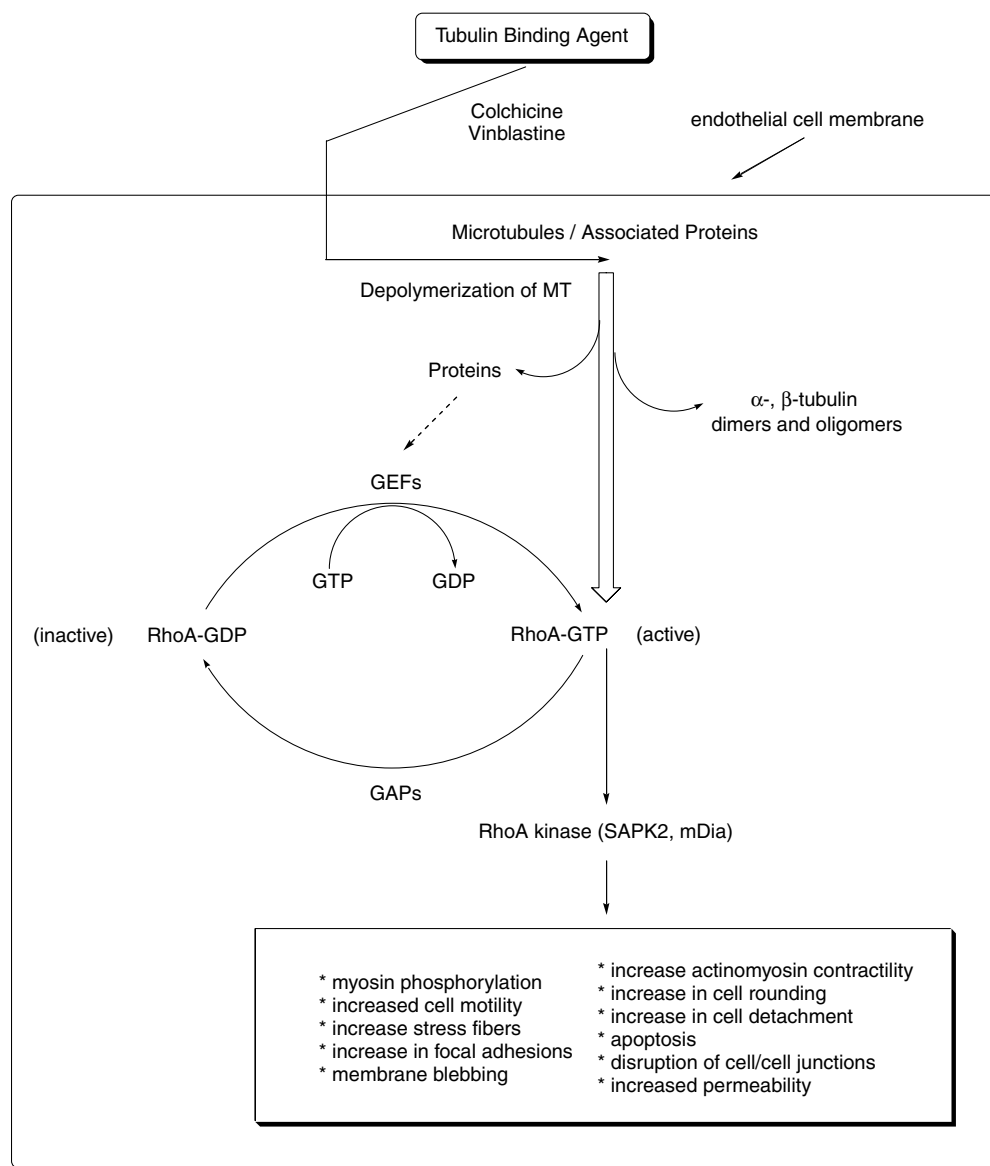 Tubulin Binding Agent
Colchicine
Vinblastine
endothelial cell membrane
Microtubules / Associated Proteins
Depolymerization of MT
Proteins
α-, β-tubulin
dimers and oligomers
GEFs
GTP
GDP
(inactive)
RhoA-GDP
RhoA-GTP
(active)
GAPs
RhoA kinase (SAPK2, mDia)
* myosin phosphorylation
* increased cell motility
* increase stress fibers
* increase in focal adhesions
* membrane blebbing
* increase actinomyosin contractility
* increase in cell rounding
* increase in cell detachment
* apoptosis
* disruption of cell/cell junctions
* increased permeability